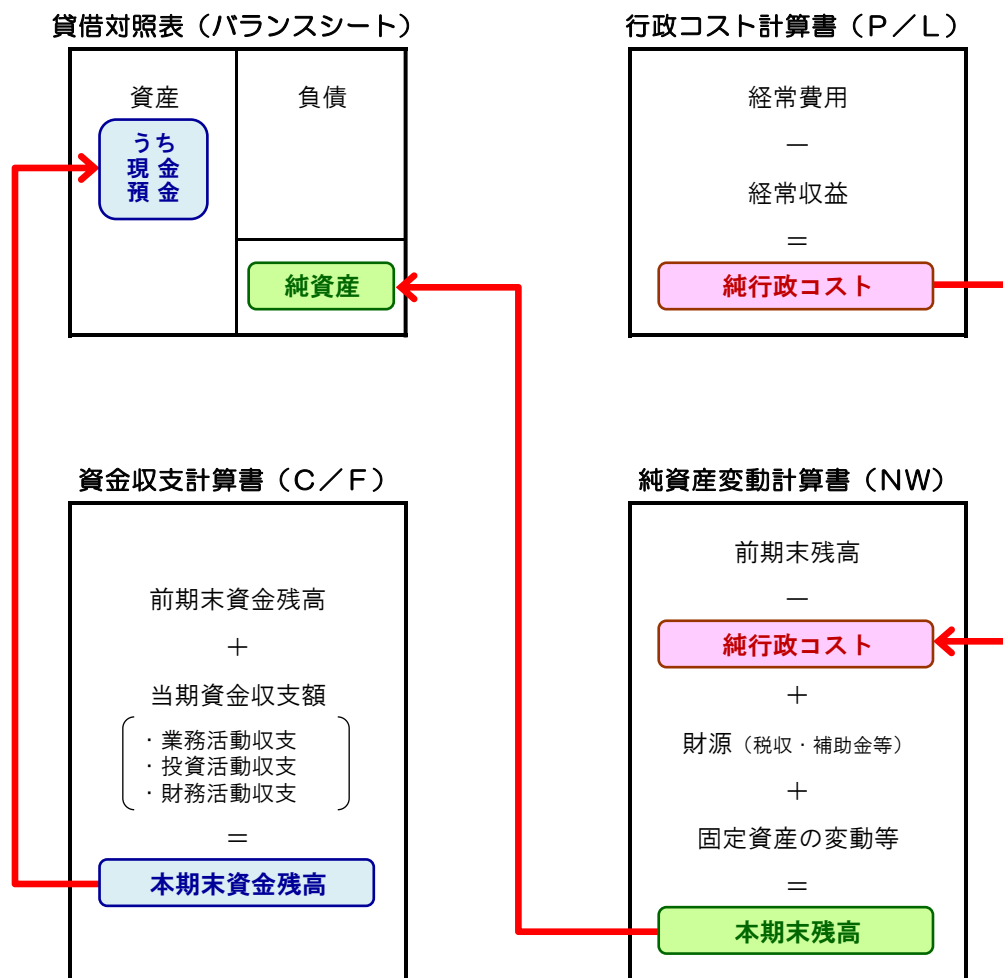 貸借対照表（バランスシート）
資産
うち
現 金
預 金
負債
純資産
行政コスト計算書（Ｐ／Ｌ）
経常費用
－
経常収益
＝
純行政コスト
資金収支計算書（Ｃ／Ｆ）
前期末資金残高
＋
当期資金収支額
・業務活動収支
・投資活動収支
・財務活動収支
＝
本期末資金残高
純資産変動計算書（ＮＷ）
前期末残高
－
純行政コスト
＋
財源（税収・補助金等）
＋
固定資産の変動等
＝
本期末残高